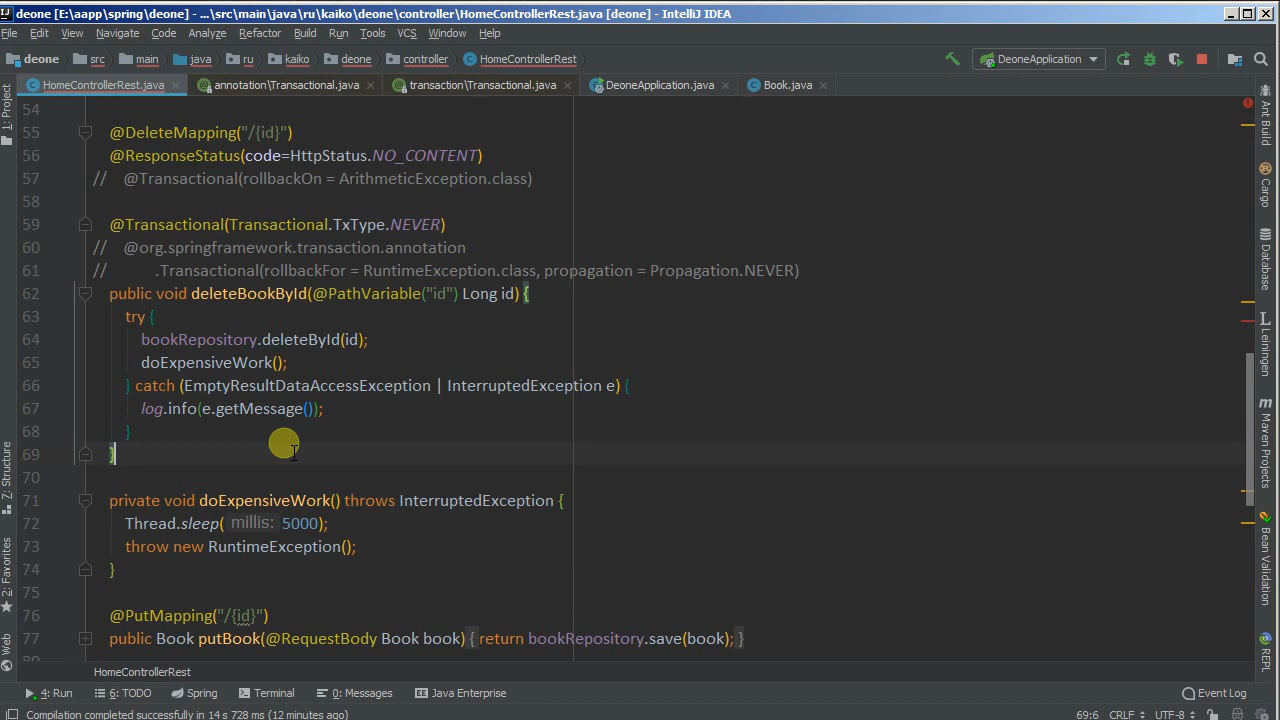 deone [E:\aapp\spring\deone] - ...\src\main\java\ru\kaiko\deone\controller\HomeControllerRest.java [deone] - IntelliJ IDEA
File Edit View Navigate Code Analyze Refactor Build Run Tools VCS Window Help
deone src main java ru kaiko deone controller HomeControllerRest DeoneApplication
HomeControllerRest.java annotation\Transactional.java transaction\Transactional.java DeoneApplication.java Book.java
54
55 @DeleteMapping("/{id}")
56 @ResponseStatus(code=HttpStatus.NO_CONTENT)
57 // @Transactional(rollbackOn = ArithmeticException.class)
58
59 @Transactional(Transactional.TxType.NEVER)
60 // @org.springframework.transaction.annotation
61 // .Transactional(rollbackFor = RuntimeException.class, propagation = Propagation.NEVER)
62 public void deleteBookById(@PathVariable("id") Long id) {
63 try {
64 bookRepository.deleteById(id);
65 doExpensiveWork();
66 } catch (EmptyResultDataAccessException | InterruptedException e) {
67 log.info(e.getMessage());
68 }
69 }
70
71 private void doExpensiveWork() throws InterruptedException {
72 Thread.sleep( millis: 5000);
73 throw new RuntimeException();
74 }
75
76 @PutMapping("/{id}")
77 public Book putBook(@RequestBody Book book) { return bookRepository.save(book); }
80
HomeControllerRest
1: Project
7: Structure
2: Favorites
Web
Ant Build
Cargo
Database
Leiningen
Maven Projects
Bean Validation
REPL
4: Run 6: TODO Spring Terminal 0: Messages Java Enterprise Event Log
Compilation completed successfully in 14 s 728 ms (12 minutes ago) 69:6 CRLF UTF-8